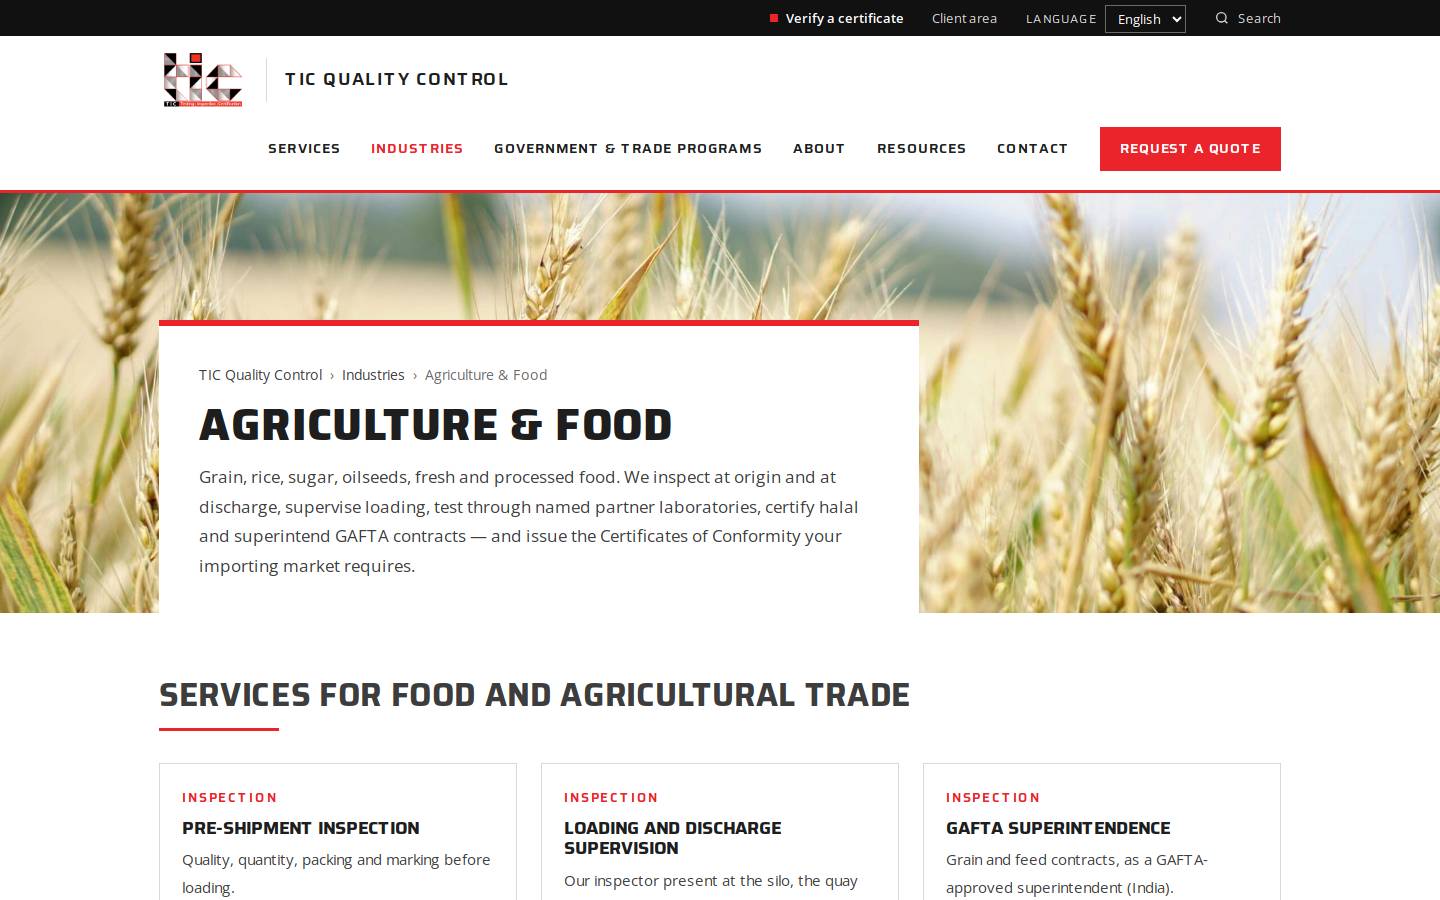 Verify a certificate
Client area
LANGUAGE
English
Search
TIC QUALITY CONTROL
SERVICES
INDUSTRIES
GOVERNMENT & TRADE PROGRAMS
ABOUT
RESOURCES
CONTACT
REQUEST A QUOTE
TIC Quality Control › Industries › Agriculture & Food
AGRICULTURE & FOOD
Grain, rice, sugar, oilseeds, fresh and processed food. We inspect at origin and at
discharge, supervise loading, test through named partner laboratories, certify halal
and superintend GAFTA contracts — and issue the Certificates of Conformity your
importing market requires.
SERVICES FOR FOOD AND AGRICULTURAL TRADE
INSPECTION
PRE-SHIPMENT INSPECTION
Quality, quantity, packing and marking before
loading.
INSPECTION
LOADING AND DISCHARGE
SUPERVISION
Our inspector present at the silo, the quay
INSPECTION
GAFTA SUPERINTENDENCE
Grain and feed contracts, as a GAFTA-
approved superintendent (India).